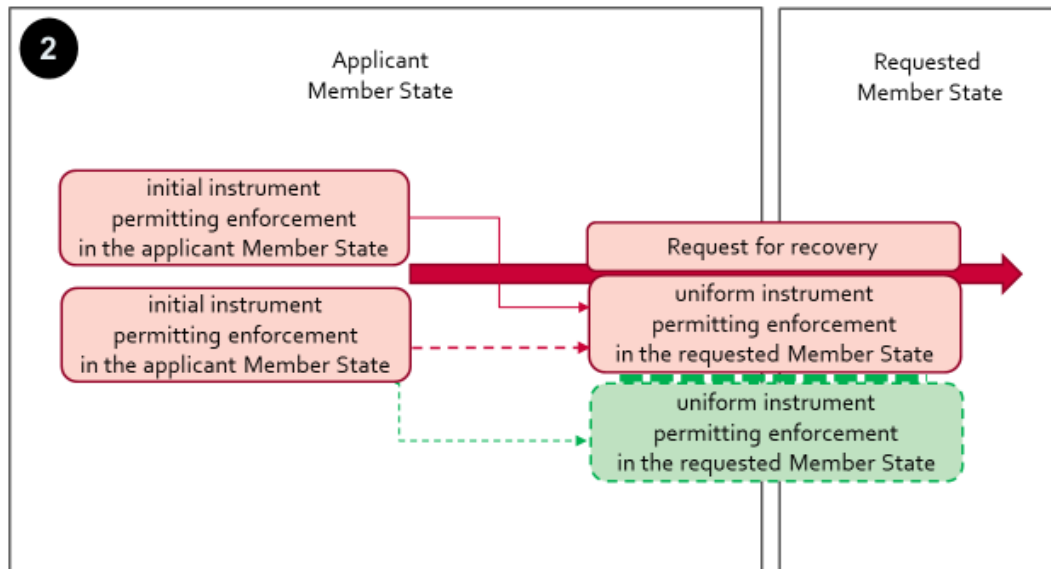 2
Applicant
Member State
Requested
Member State
initial instrument
permitting enforcement
in the applicant Member State
Request for recovery
initial instrument
permitting enforcement
in the applicant Member State
uniform instrument
permitting enforcement
in the requested Member State
uniform instrument
permitting enforcement
in the requested Member State